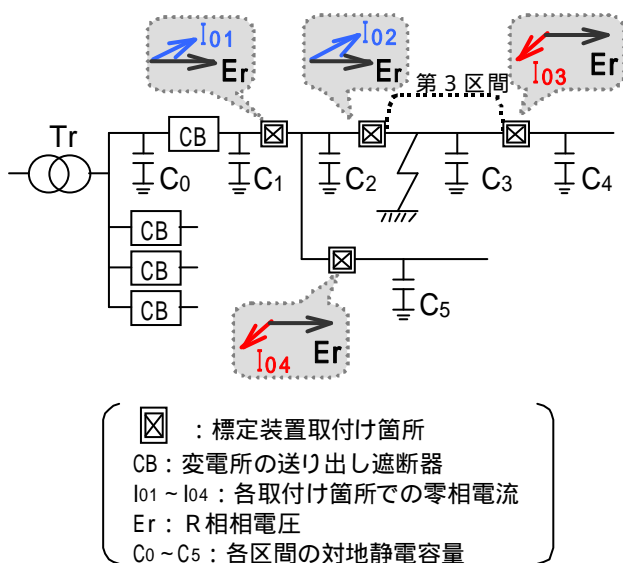 I01
Er
I02
Er
I03
Er
第3区間
Tr
CB
C0
C1
C2
C3
C4
CB
CB
CB
C5
I04
Er
：標定装置取付け箇所
CB：変電所の送り出し遮断器
I01～I04：各取付け箇所での零相電流
Er：R相相電圧
C0～C5：各区間の対地静電容量